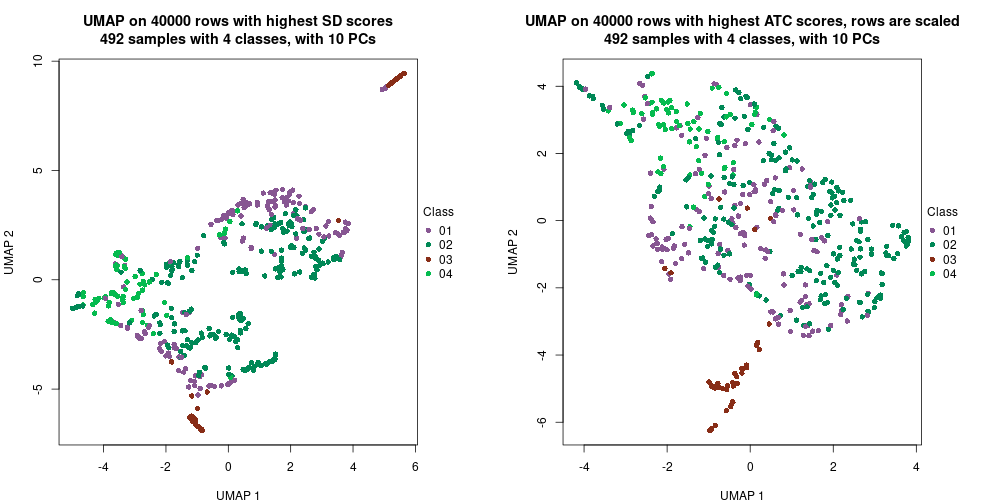 UMAP on 40000 rows with highest SD scores
492 samples with 4 classes, with 10 PCs
10
5
0
-5
UMAP 2
-4
-2
0
2
4
6
UMAP 1
Class
01
02
03
04
UMAP on 40000 rows with highest ATC scores, rows are scaled
492 samples with 4 classes, with 10 PCs
4
2
0
-2
-4
-6
UMAP 2
-4
-2
0
2
4
UMAP 1
Class
01
02
03
04